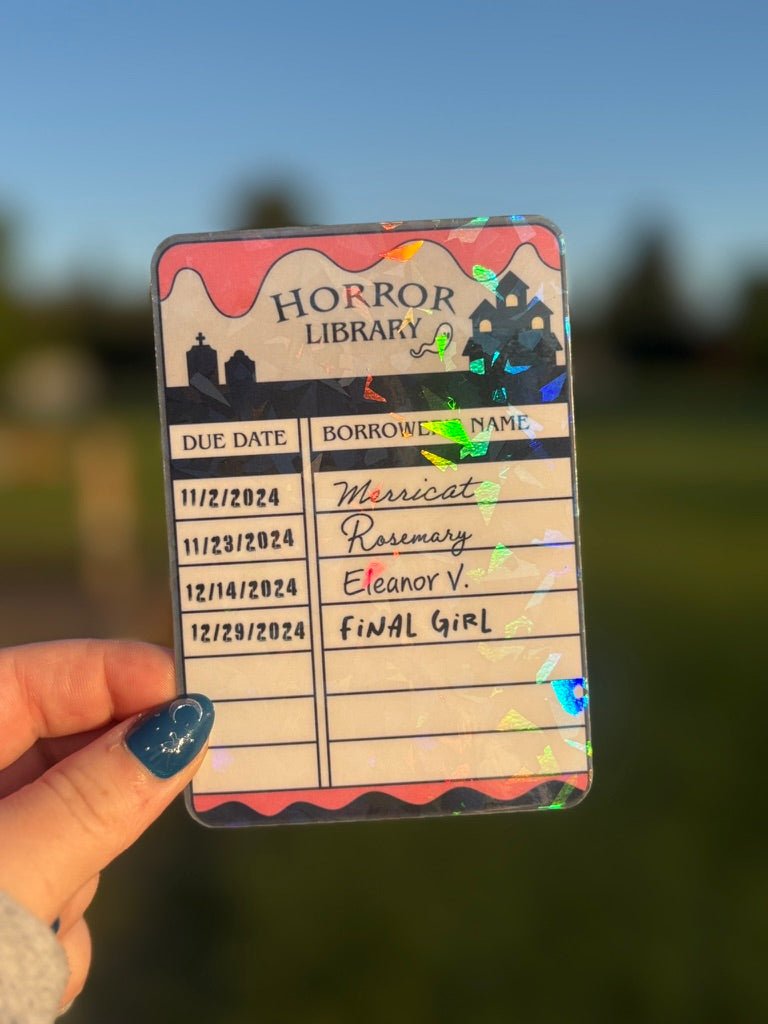 HORROR
LIBRARY
DUE DATE BORROWER'S NAME
11/2/2024 Merricat
11/23/2024 Rosemary
12/14/2024 Eleanor V.
12/29/2024 FiNAL GiRL